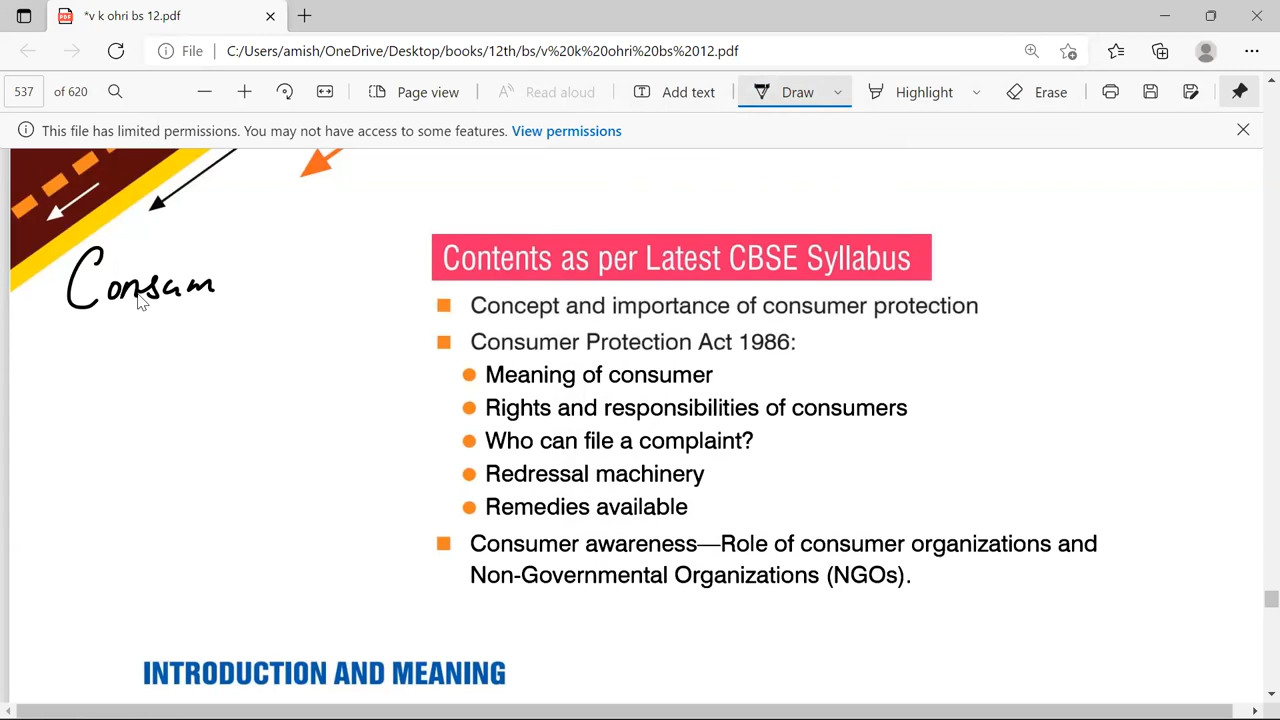 *v k ohri bs 12.pdf
File C:/Users/amish/OneDrive/Desktop/books/12th/bs/v%20k%20ohri%20bs%2012.pdf
537 of 620 Page view Read aloud Add text Draw Highlight Erase
This file has limited permissions. You may not have access to some features. View permissions
Contents as per Latest CBSE Syllabus
Consum
Concept and importance of consumer protection
Consumer Protection Act 1986:
Meaning of consumer
Rights and responsibilities of consumers
Who can file a complaint?
Redressal machinery
Remedies available
Consumer awareness—Role of consumer organizations and
Non-Governmental Organizations (NGOs).
INTRODUCTION AND MEANING